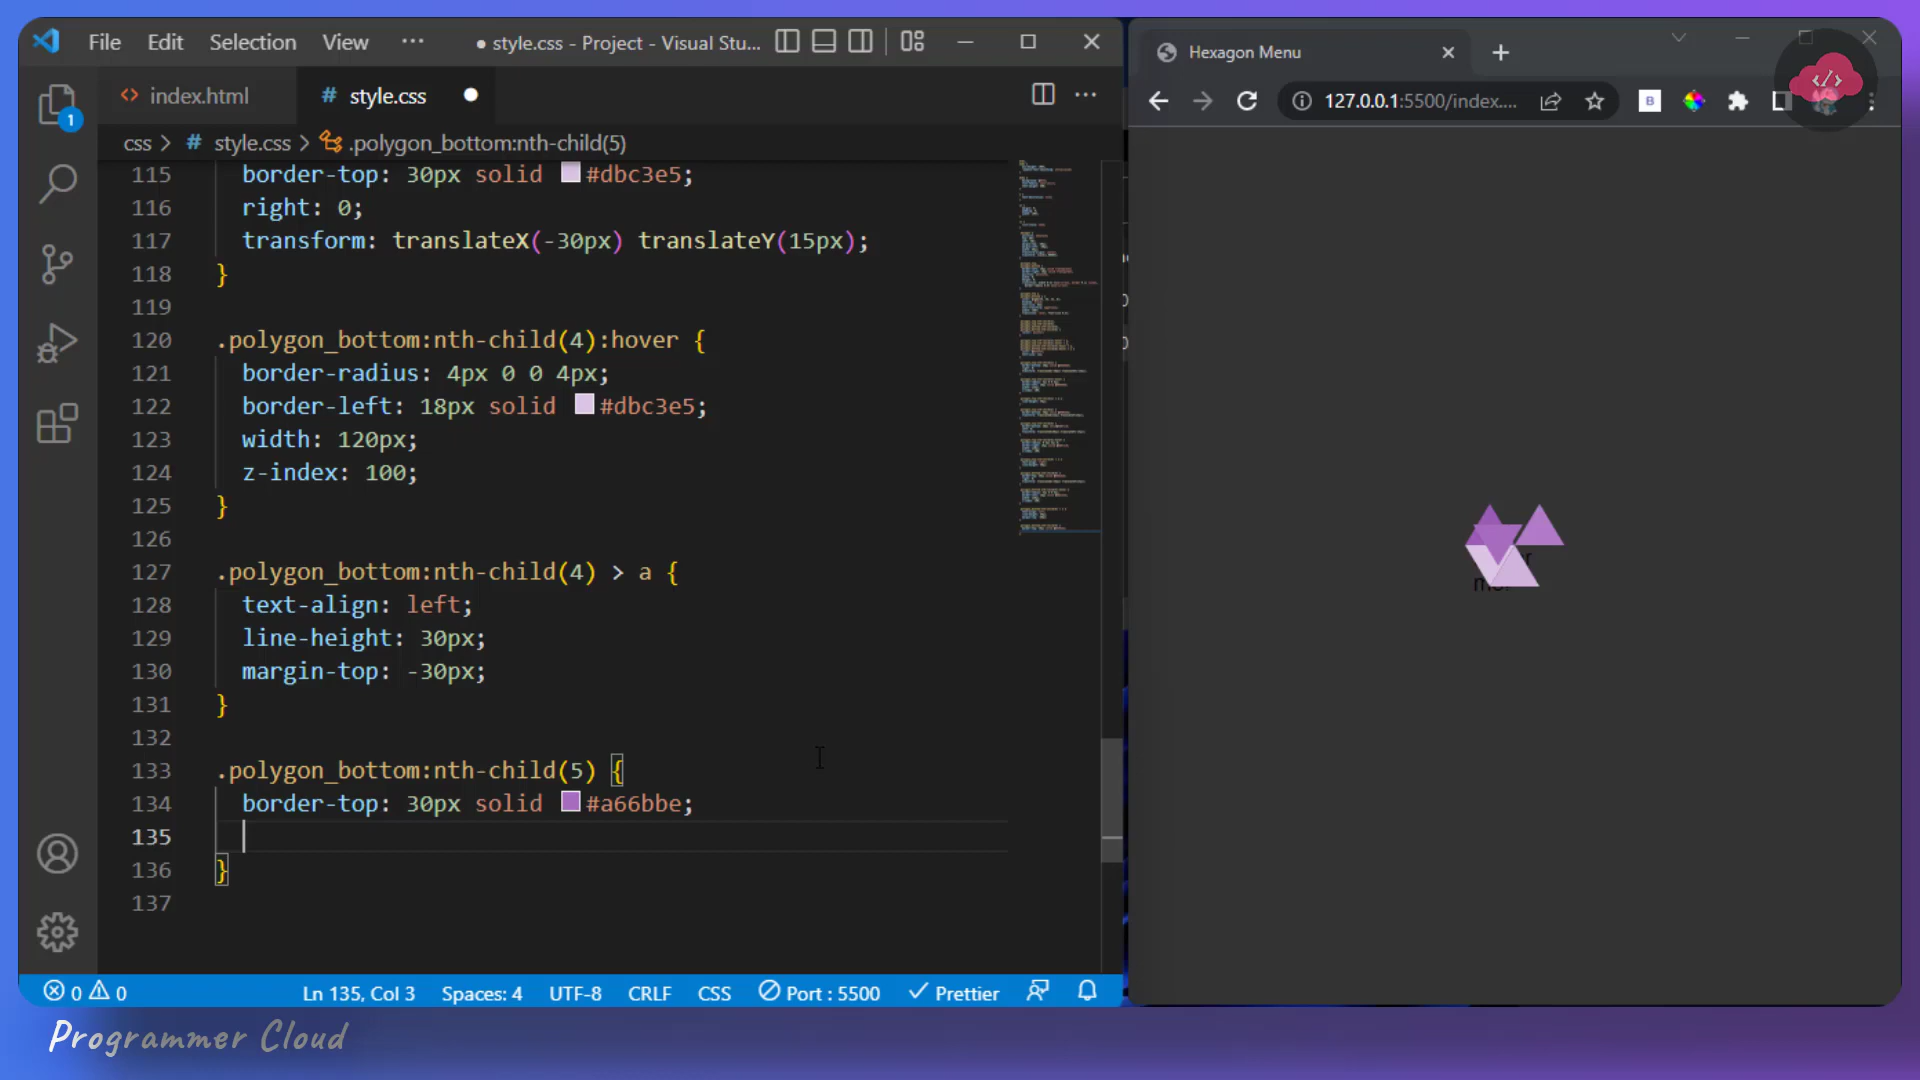 File Edit Selection View ··· ● style.css - Project - Visual Stu...
index.html # style.css ●
css > # style.css > .polygon_bottom:nth-child(5)
115 border-top: 30px solid #dbc3e5;
116 right: 0;
117 transform: translateX(-30px) translateY(15px);
118 }
119
120 .polygon_bottom:nth-child(4):hover {
121 border-radius: 4px 0 0 4px;
122 border-left: 18px solid #dbc3e5;
123 width: 120px;
124 z-index: 100;
125 }
126
127 .polygon_bottom:nth-child(4) > a {
128 text-align: left;
129 line-height: 30px;
130 margin-top: -30px;
131 }
132
133 .polygon_bottom:nth-child(5) {
134 border-top: 30px solid #a66bbe;
135
136 }
137
1
0 0 Ln 135, Col 3 Spaces: 4 UTF-8 CRLF CSS Port : 5500 Prettier
Hexagon Menu
127.0.0.1:5500/index....
B
Programmer Cloud